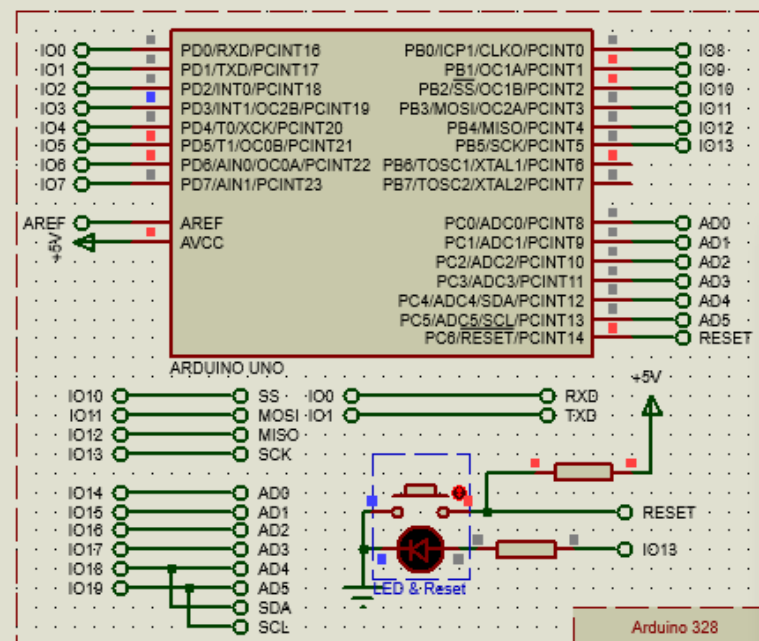 IO0 PD0/RXD/PCINT16 PB0/ICP1/CLKO/PCINT0 IO8
IO1 PD1/TXD/PCINT17 PB1/OC1A/PCINT1 IO9
IO2 PD2/INT0/PCINT18 PB2/SS/OC1B/PCINT2 IO10
IO3 PD3/INT1/OC2B/PCINT19 PB3/MOSI/OC2A/PCINT3 IO11
IO4 PD4/T0/XCK/PCINT20 PB4/MISO/PCINT4 IO12
IO5 PD5/T1/OC0B/PCINT21 PB5/SCK/PCINT5 IO13
IO6 PD6/AIN0/OC0A/PCINT22 PB6/TOSC1/XTAL1/PCINT6
IO7 PD7/AIN1/PCINT23 PB7/TOSC2/XTAL2/PCINT7
AREF AREF PC0/ADC0/PCINT8 AD0
+5V AVCC PC1/ADC1/PCINT9 AD1
PC2/ADC2/PCINT10 AD2
PC3/ADC3/PCINT11 AD3
PC4/ADC4/SDA/PCINT12 AD4
PC5/ADC5/SCL/PCINT13 AD5
PC6/RESET/PCINT14 RESET
ARDUINO UNO
+5V
IO10 SS IO0 RXD
IO11 MOSI IO1 TXD
IO12 MISO
IO13 SCK
IO14 AD0
IO15 AD1 RESET
IO16 AD2
IO17 AD3 IO13
IO18 AD4
IO19 AD5 LED & Reset
SDA
SCL Arduino 328